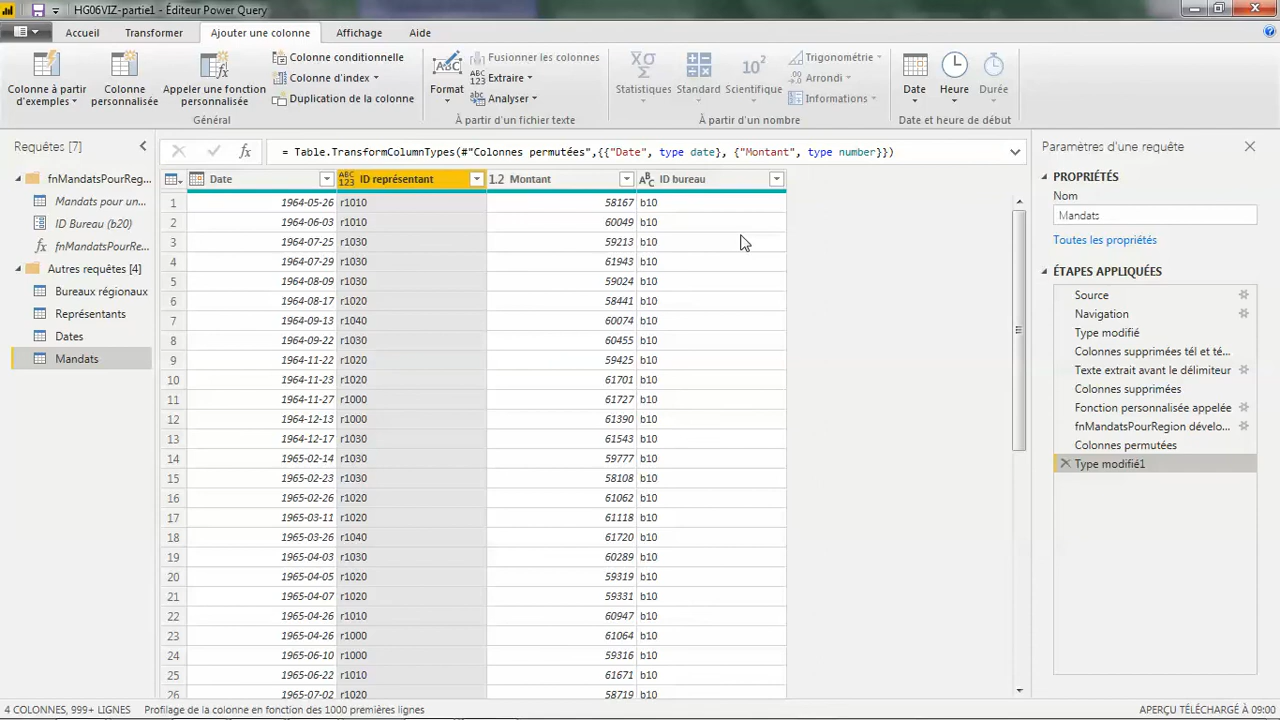 HG06VIZ-partie1 - Éditeur Power Query
Accueil Transformer Ajouter une colonne Affichage Aide
Colonne à partir d'exemples
Colonne personnalisée
Appeler une fonction personnalisée
Colonne conditionnelle
Colonne d'index
Duplication de la colonne
Général
Format
Fusionner les colonnes
Extraire
Analyser
À partir d'un fichier texte
Statistiques
Standard
Scientifique
Trigonométrie
Arrondi
Informations
À partir d'un nombre
Date
Heure
Durée
Date et heure de début
Requêtes [7]
fnMandatsPourReg...
Mandats pour un...
ID Bureau (b20)
fnMandatsPourRe...
Autres requêtes [4]
Bureaux régionaux
Représentants
Dates
Mandats
= Table.TransformColumnTypes(#"Colonnes permutées",{{"Date", type date}, {"Montant", type number}})
Date ABC 123 ID représentant 1.2 Montant ABC ID bureau
1 1964-05-26 r1010 58167 b10
2 1964-06-03 r1010 60049 b10
3 1964-07-25 r1030 59213 b10
4 1964-07-29 r1030 61943 b10
5 1964-08-09 r1030 59024 b10
6 1964-08-17 r1020 58441 b10
7 1964-09-13 r1040 60074 b10
8 1964-09-22 r1030 60455 b10
9 1964-11-22 r1020 59425 b10
10 1964-11-23 r1020 61701 b10
11 1964-11-27 r1000 61727 b10
12 1964-12-13 r1000 61390 b10
13 1964-12-17 r1030 61543 b10
14 1965-02-14 r1030 59777 b10
15 1965-02-23 r1030 58108 b10
16 1965-02-26 r1020 61062 b10
17 1965-03-11 r1020 61118 b10
18 1965-03-26 r1040 61720 b10
19 1965-04-03 r1030 60289 b10
20 1965-04-05 r1020 59319 b10
21 1965-04-07 r1020 59331 b10
22 1965-04-26 r1010 60947 b10
23 1965-04-26 r1000 61064 b10
24 1965-06-10 r1000 59316 b10
25 1965-06-22 r1010 61671 b10
26 1965-07-02 r1020 58719 b10
Paramètres d'une requête
PROPRIÉTÉS
Nom
Mandats
Toutes les propriétés
ÉTAPES APPLIQUÉES
Source
Navigation
Type modifié
Colonnes supprimées tél et té...
Texte extrait avant le délimiteur
Colonnes supprimées
Fonction personnalisée appelée
fnMandatsPourRegion dévelo...
Colonnes permutées
Type modifié1
4 COLONNES, 999+ LIGNES Profilage de la colonne en fonction des 1000 premières lignes
APERÇU TÉLÉCHARGÉ À 09:00